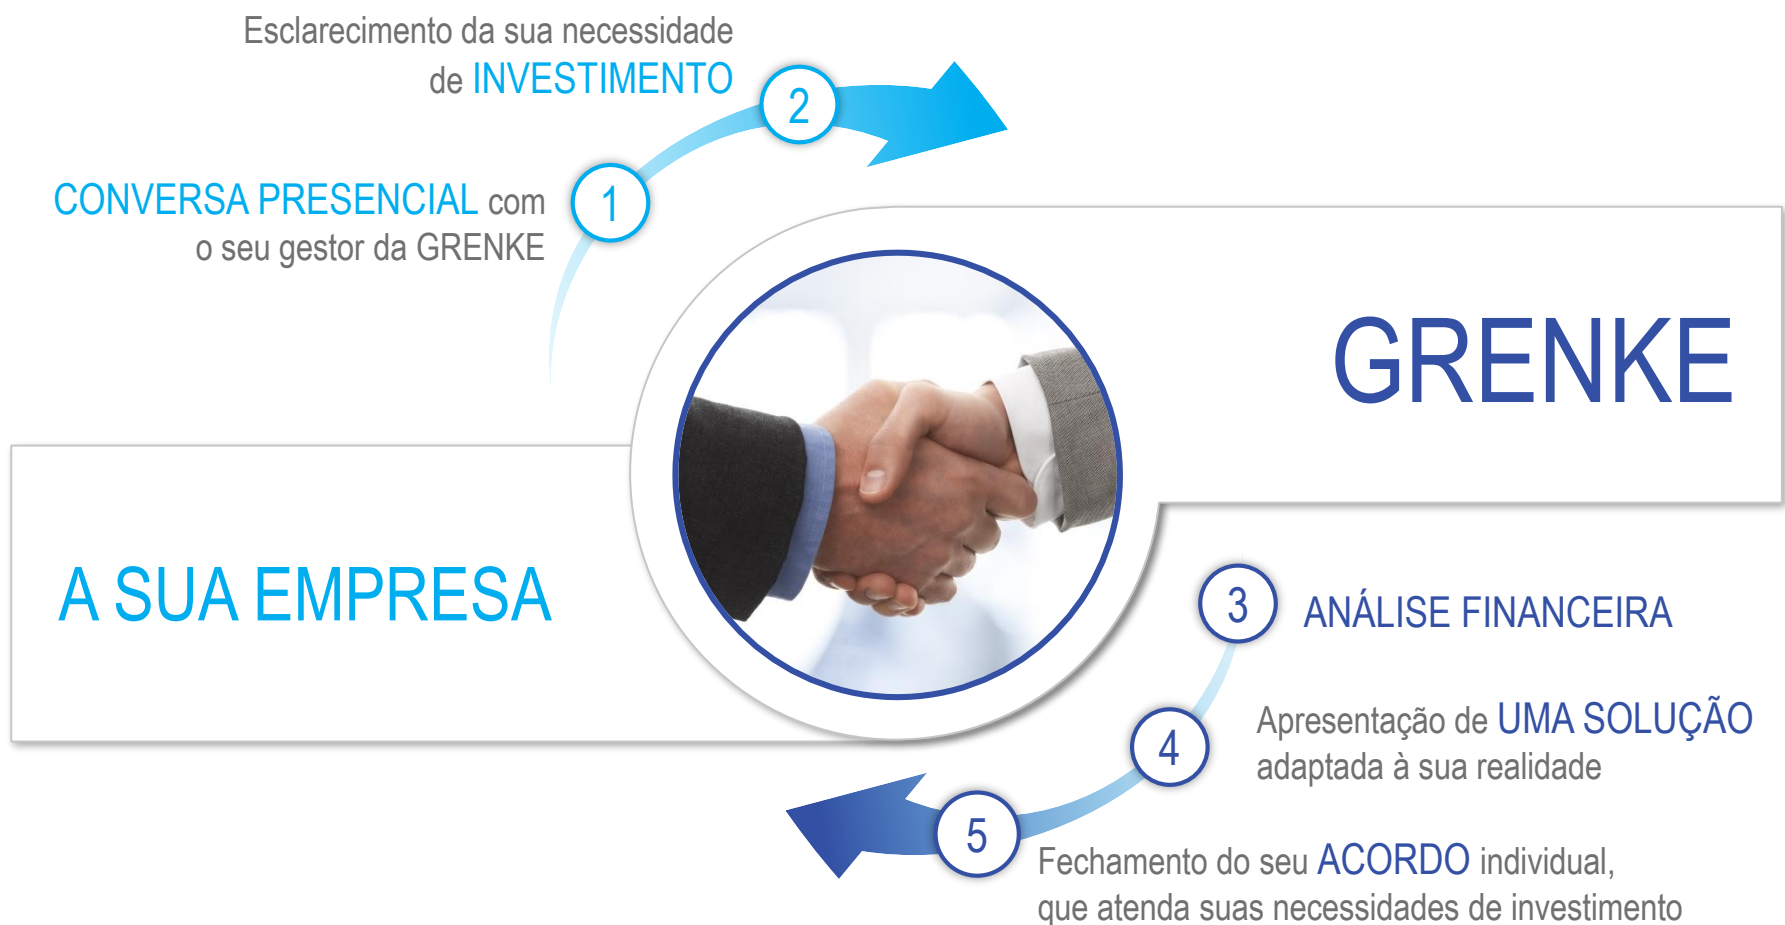 Esclarecimento da sua necessidade
de INVESTIMENTO
2
CONVERSA PRESENCIAL com
o seu gestor da GRENKE
1
GRENKE
A SUA EMPRESA
3
ANÁLISE FINANCEIRA
4
Apresentação de UMA SOLUÇÃO
adaptada à sua realidade
5
Fechamento do seu ACORDO individual,
que atenda suas necessidades de investimento